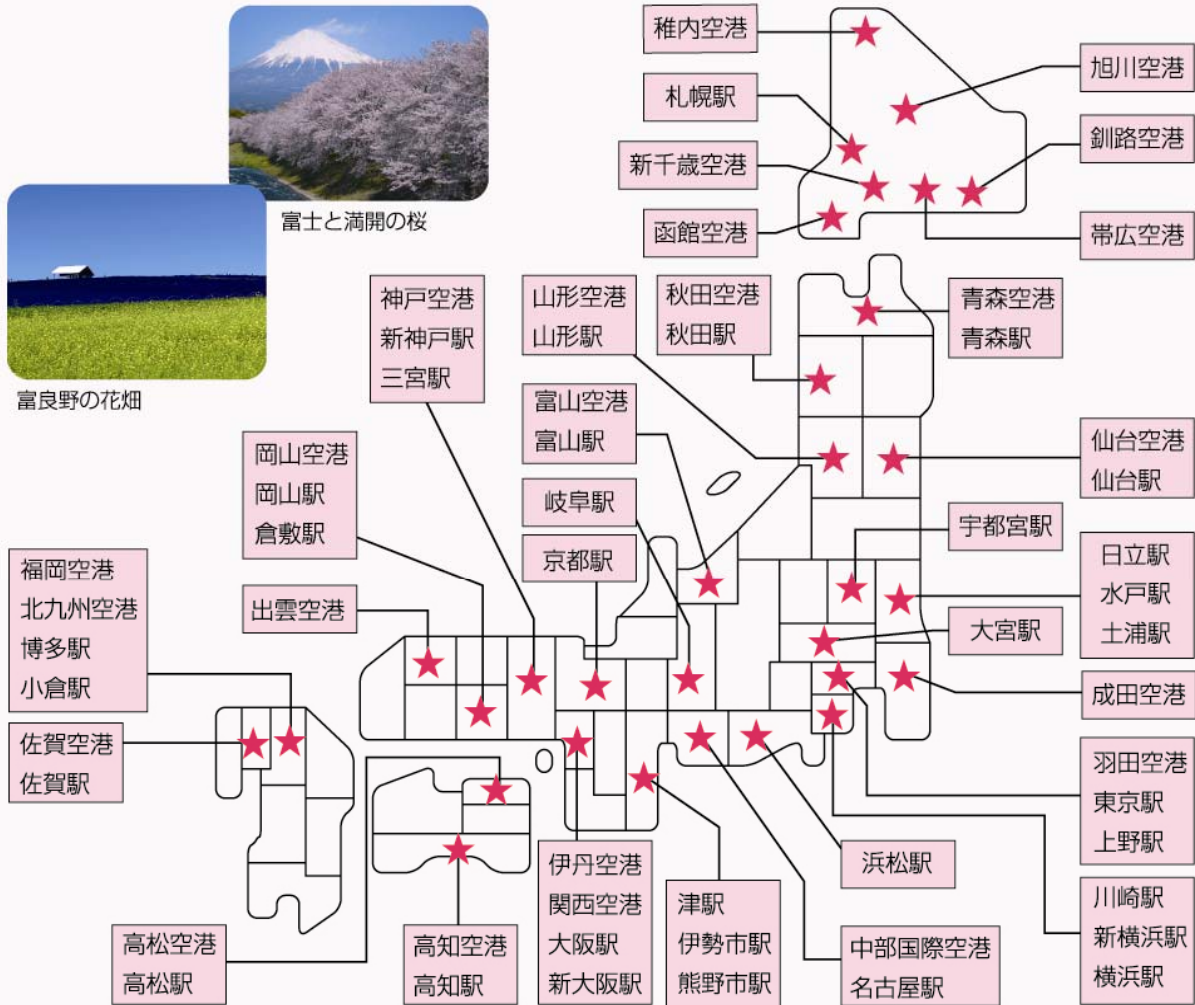 稚内空港
札幌駅
新千歳空港
函館空港
旭川空港
釧路空港
帯広空港
富士と満開の桜
富良野の花畑
神戸空港
新神戸駅
三宮駅
山形空港
山形駅
秋田空港
秋田駅
青森空港
青森駅
富山空港
富山駅
岡山空港
岡山駅
倉敷駅
岐阜駅
京都駅
仙台空港
仙台駅
宇都宮駅
日立駅
水戸駅
土浦駅
大宮駅
成田空港
福岡空港
北九州空港
博多駅
小倉駅
出雲空港
佐賀空港
佐賀駅
羽田空港
東京駅
上野駅
浜松駅
川崎駅
新横浜駅
横浜駅
高松空港
高松駅
高知空港
高知駅
伊丹空港
関西空港
大阪駅
新大阪駅
津駅
伊勢市駅
熊野市駅
中部国際空港
名古屋駅